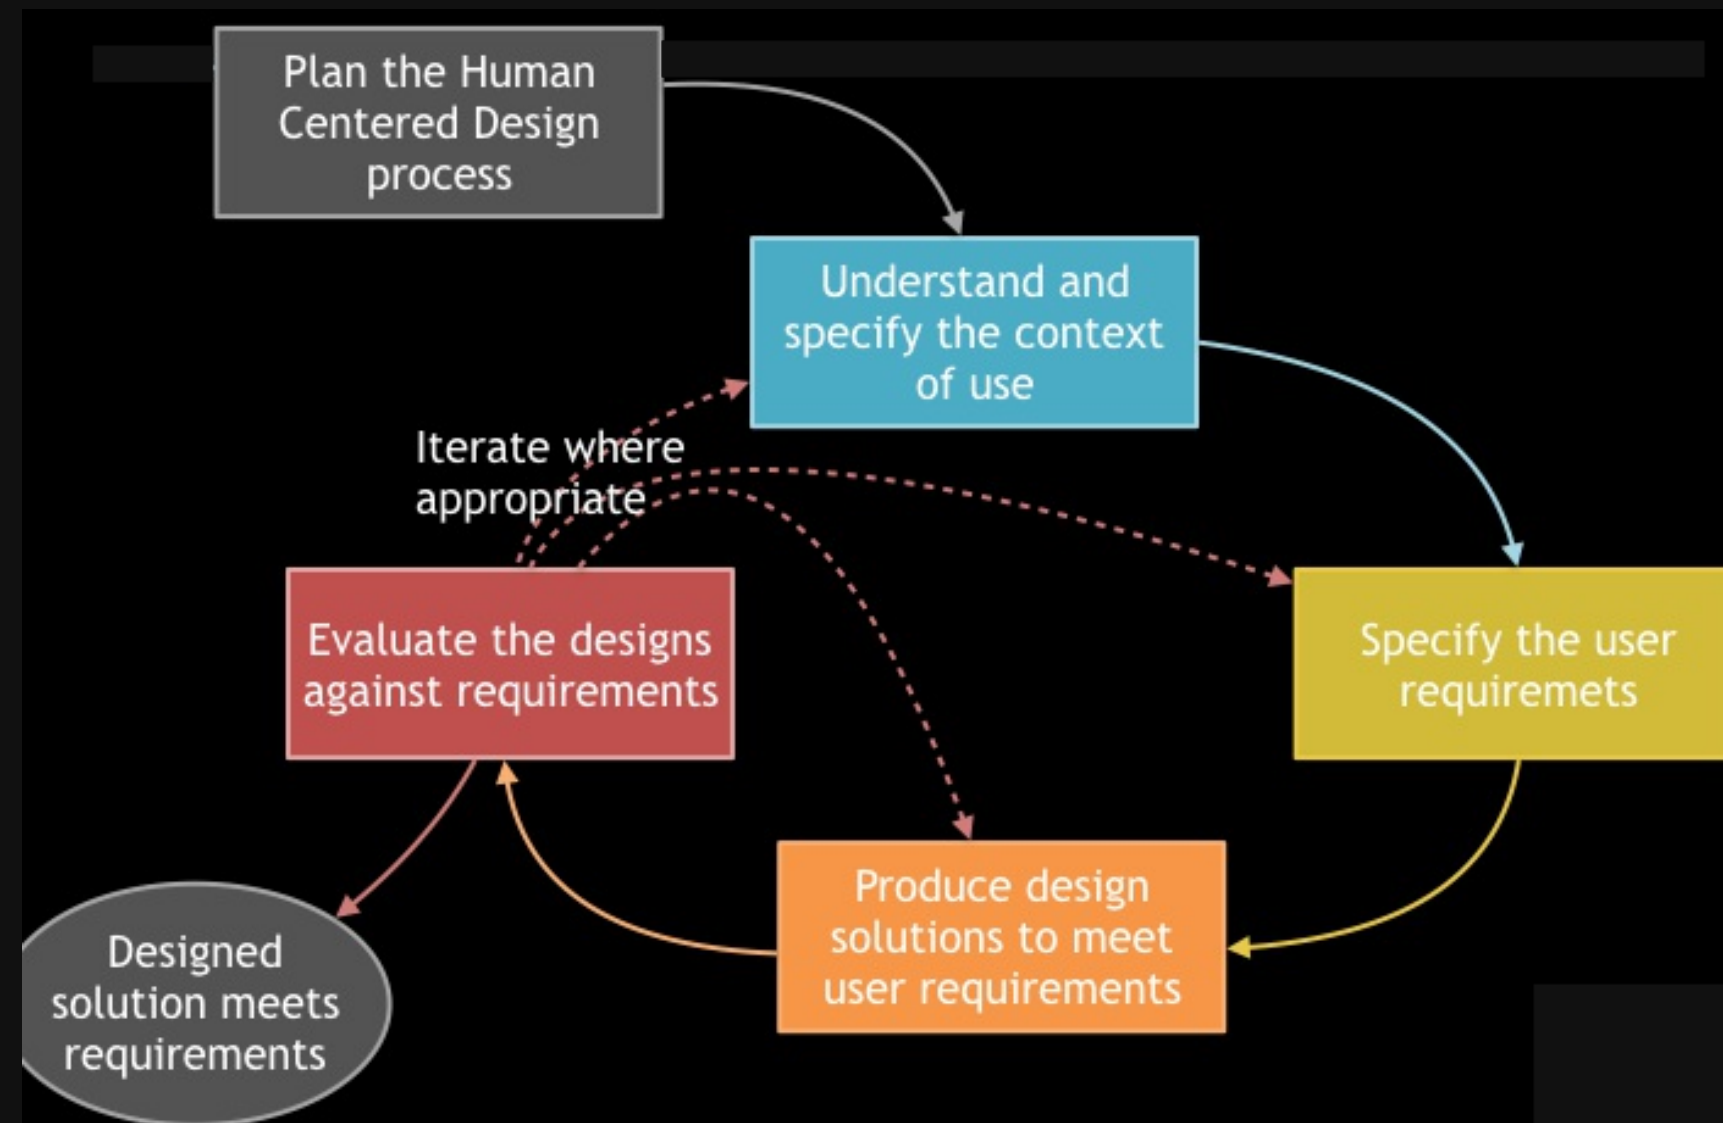 Plan the Human
Centered Design
process
Understand and
specify the context
of use
Iterate where
appropriate
Evaluate the designs
against requirements
Specify the user
requiremets
Produce design
solutions to meet
user requirements
Designed
solution meets
requirements